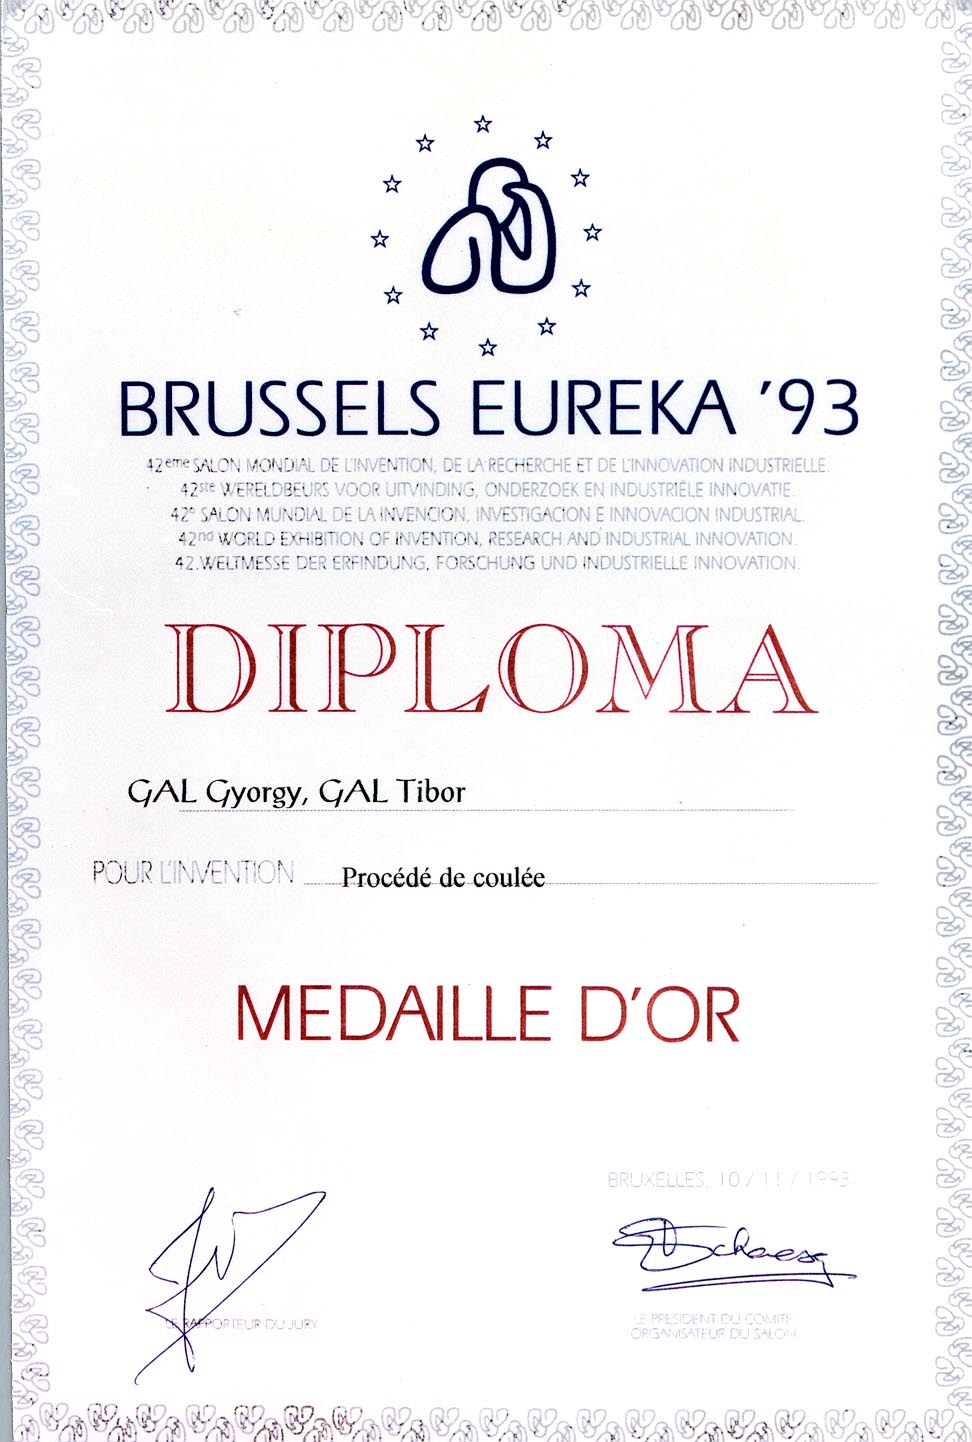 BRUSSELS EUREKA '93
42eme SALON MONDIAL DE L'INVENTION, DE LA RECHERCHE ET DE L'INNOVATION INDUSTRIELLE.
42ste WERELDBEURS VOOR UITVINDING, ONDERZOEK EN INDUSTRIËLE INNOVATIE.
42° SALON MUNDIAL DE LA INVENCION, INVESTIGACION E INNOVACION INDUSTRIAL.
42nd WORLD EXHIBITION OF INVENTION, RESEARCH AND INDUSTRIAL INNOVATION.
42.WELTMESSE DER ERFINDUNG, FORSCHUNG UND INDUSTRIELLE INNOVATION.
DIPLOMA
GAL Gyorgy, GAL Tibor
POUR L'INVENTION Procédé de coulée
MEDAILLE D'OR
BRUXELLES, 10 / 11 / 1993
LE RAPPORTEUR DU JURY
LE PRESIDENT DU COMITE
ORGANISATEUR DU SALON